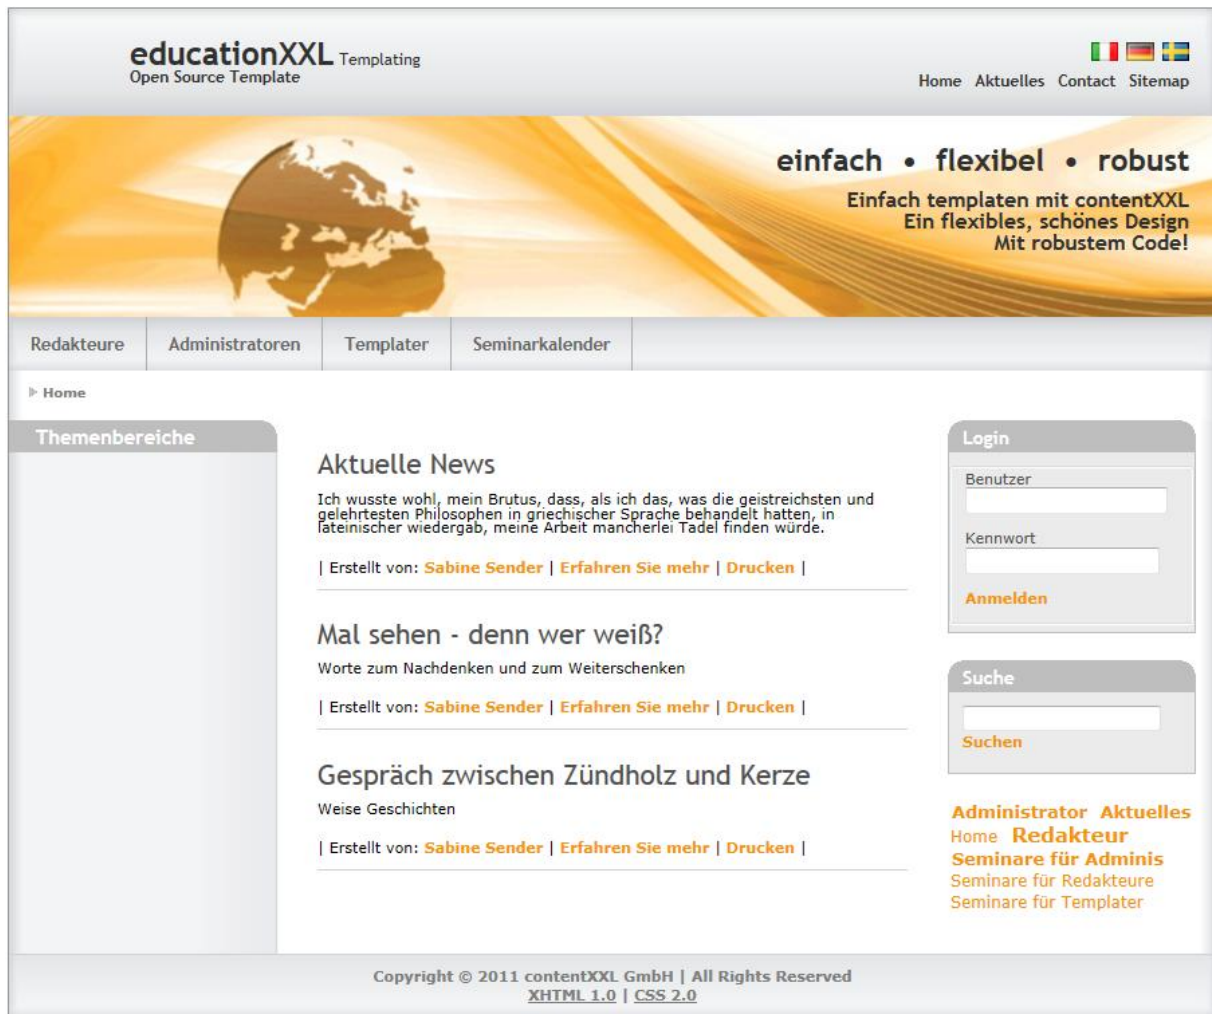 educationXXL Templating
Open Source Template
Home Aktuelles Contact Sitemap
einfach • flexibel • robust
Einfach templaten mit contentXXL
Ein flexibles, schönes Design
Mit robustem Code!
Redakteure Administratoren Templater Seminarkalender
Home
Themenbereiche
Aktuelle News
Ich wusste wohl, mein Brutus, dass, als ich das, was die geistreichsten und
gelehrtesten Philosophen in griechischer Sprache behandelt hatten, in
lateinischer wiedergab, meine Arbeit mancherlei Tadel finden würde.
| Erstellt von: Sabine Sender | Erfahren Sie mehr | Drucken |
Mal sehen - denn wer weiß?
Worte zum Nachdenken und zum Weiterschenken
| Erstellt von: Sabine Sender | Erfahren Sie mehr | Drucken |
Gespräch zwischen Zündholz und Kerze
Weise Geschichten
| Erstellt von: Sabine Sender | Erfahren Sie mehr | Drucken |
Login
Benutzer
Kennwort
Anmelden
Suche
Suchen
Administrator Aktuelles
Home Redakteur
Seminare für Adminis
Seminare für Redakteure
Seminare für Templater
Copyright © 2011 contentXXL GmbH | All Rights Reserved
XHTML 1.0 | CSS 2.0